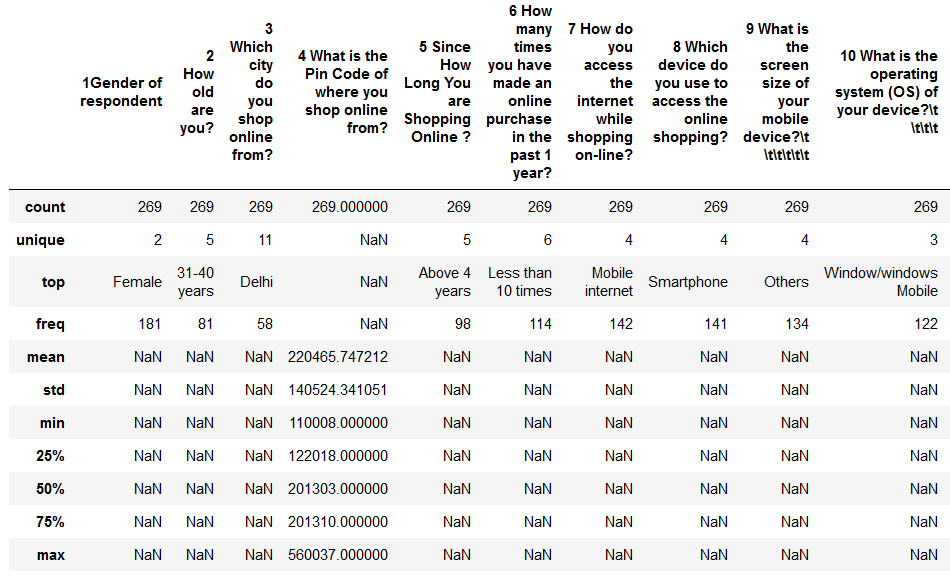 1Gender of
respondent
2
How
old
are
you?
3
Which
city
do
you
shop
online
from?
4 What is the
Pin Code of
where you
shop online
from?
5 Since
How
Long You
are
Shopping
Online ?
6 How
many
times
you have
made an
online
purchase
in the
past 1
year?
7 How do
you
access
the
internet
while
shopping
on-line?
8 Which
device do
you use to
access the
online
shopping?
9 What is
the
screen
size of
your
mobile
device?\t
\t\t\t\t\t
10 What is the
operating
system (OS) of
your device?\t
\t\t\t
count 269 269 269 269.000000 269 269 269 269 269 269
unique 2 5 11 NaN 5 6 4 4 4 3
top Female 31-40 years Delhi NaN Above 4 years Less than 10 times Mobile internet Smartphone Others Window/windows Mobile
freq 181 81 58 NaN 98 114 142 141 134 122
mean NaN NaN NaN 220465.747212 NaN NaN NaN NaN NaN NaN
std NaN NaN NaN 140524.341051 NaN NaN NaN NaN NaN NaN
min NaN NaN NaN 110008.000000 NaN NaN NaN NaN NaN NaN
25% NaN NaN NaN 122018.000000 NaN NaN NaN NaN NaN NaN
50% NaN NaN NaN 201303.000000 NaN NaN NaN NaN NaN NaN
75% NaN NaN NaN 201310.000000 NaN NaN NaN NaN NaN NaN
max NaN NaN NaN 560037.000000 NaN NaN NaN NaN NaN NaN